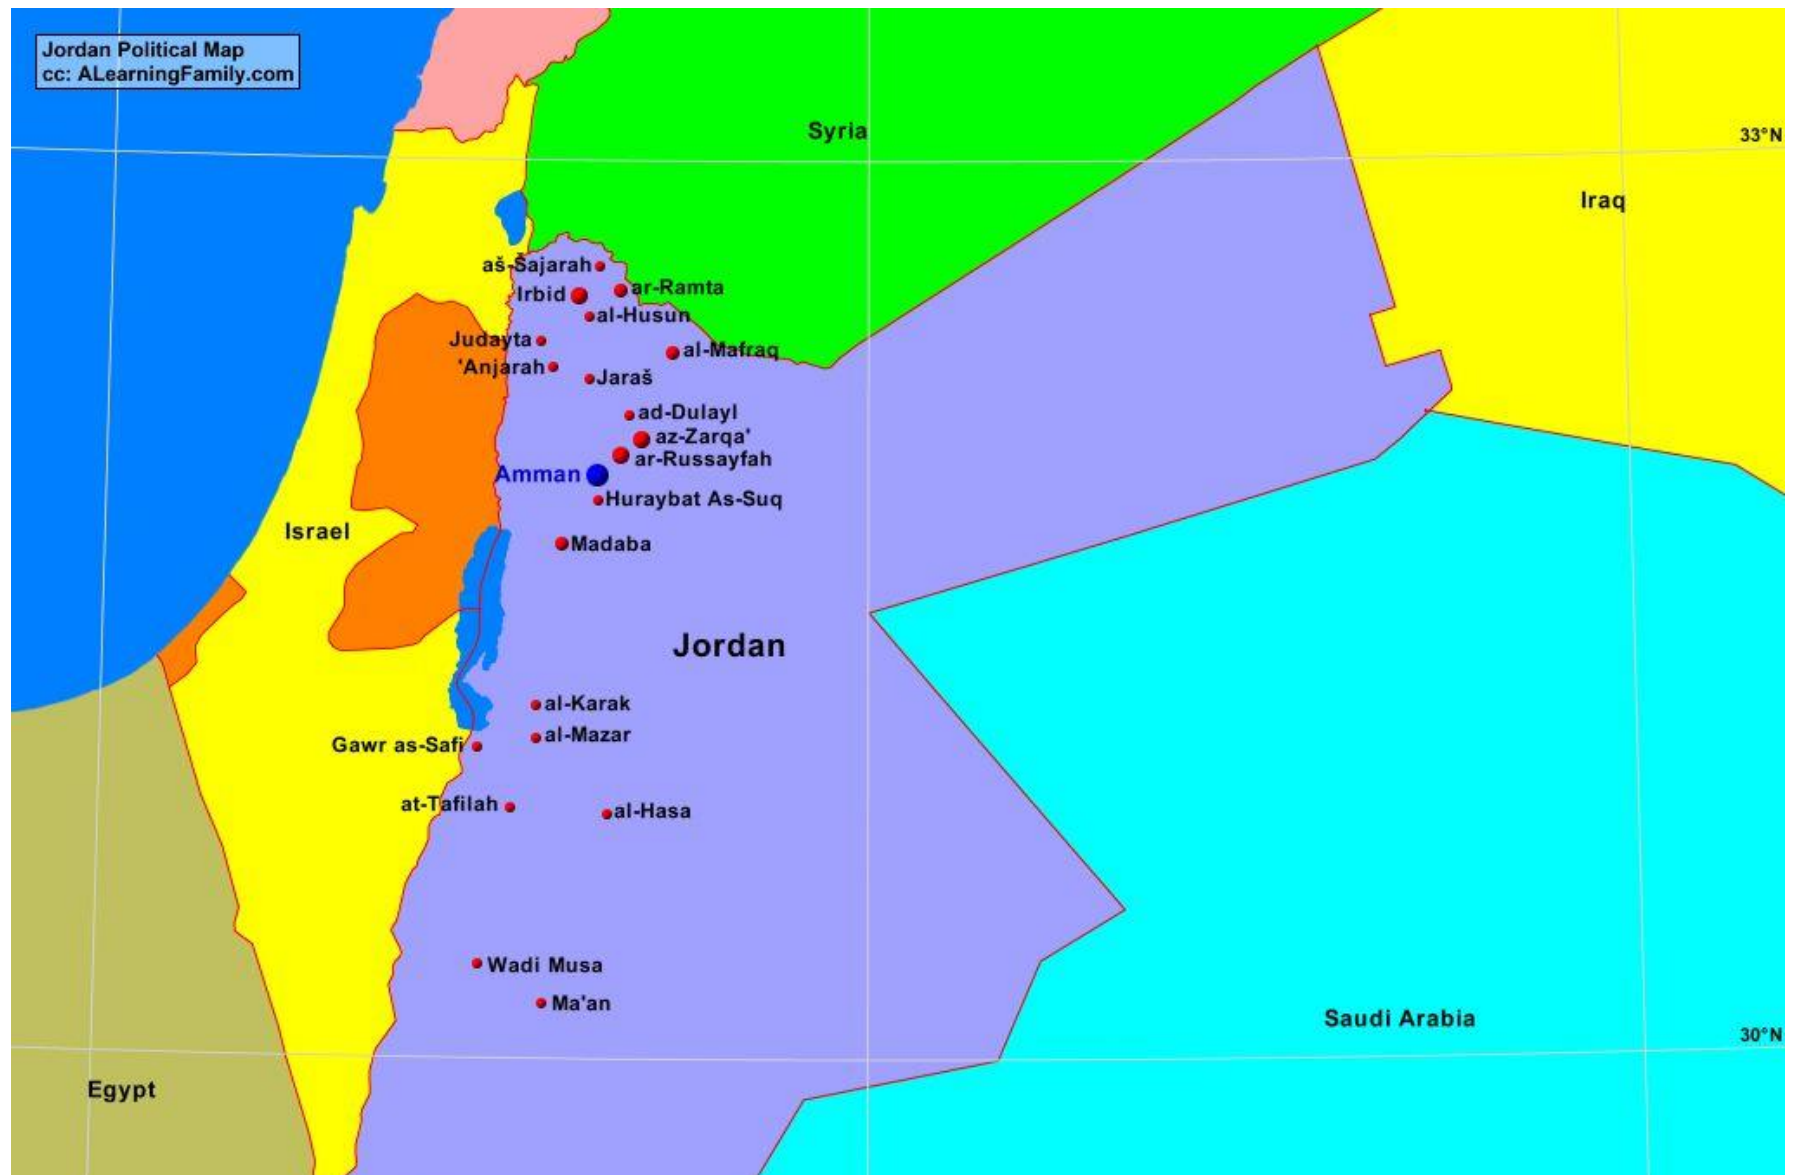 Jordan Political Map
cc: ALearningFamily.com
Syria
33°N
Iraq
aš-Šajarah
ar-Ramta
Irbid
al-Husun
Judayta
al-Mafraq
'Anjarah
Jaraš
ad-Dulayl
az-Zarqa'
ar-Russayfah
Amman
Huraybat As-Suq
Israel
Madaba
Jordan
al-Karak
al-Mazar
Gawr as-Safi
at-Tafilah
al-Hasa
Wadi Musa
Ma'an
Saudi Arabia
30°N
Egypt